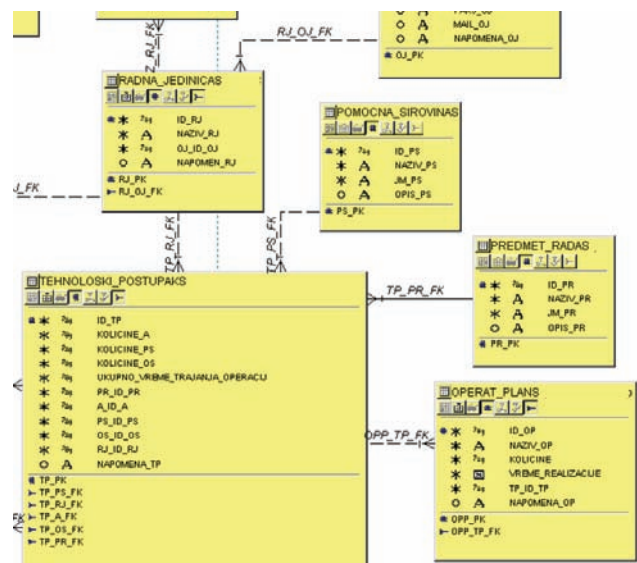 MAIL_OJ
NAPOMENA_OJ
OJ_PK
RJ_OJ_FK
Z_RJ_FK
RADNA_JEDINICAS
ID_RJ
NAZIV_RJ
OJ_ID_OJ
NAPOMEN_RJ
RJ_PK
RJ_OJ_FK
POMOCNA_SIROVINAS
ID_PS
NAZIV_PS
JM_PS
OPIS_PS
PS_PK
J_FK
TP_RJ_FK
TP_PS_FK
PREDMET_RADAS
ID_PR
NAZIV_PR
JM_PR
OPIS_PR
PR_PK
TP_PR_FK
TEHNOLOSKI_POSTUPAKS
ID_TP
KOLICINE_A
KOLICINE_PS
KOLICINE_OS
UKUPNO_VREME_TRAJANJA_OPERACIJ
PR_ID_PR
A_ID_A
PS_ID_PS
OS_ID_OS
RJ_ID_RJ
NAPOMENA_TP
TP_PK
TP_PS_FK
TP_RJ_FK
TP_A_FK
TP_OS_FK
TP_PR_FK
FK
OPP_TP_FK
OPERAT_PLANS
ID_OP
NAZIV_OP
KOLICINE
VREME_REALIZACIJE
TP_ID_TP
NAPOMENA_OP
OPP_PK
OPP_TP_FK